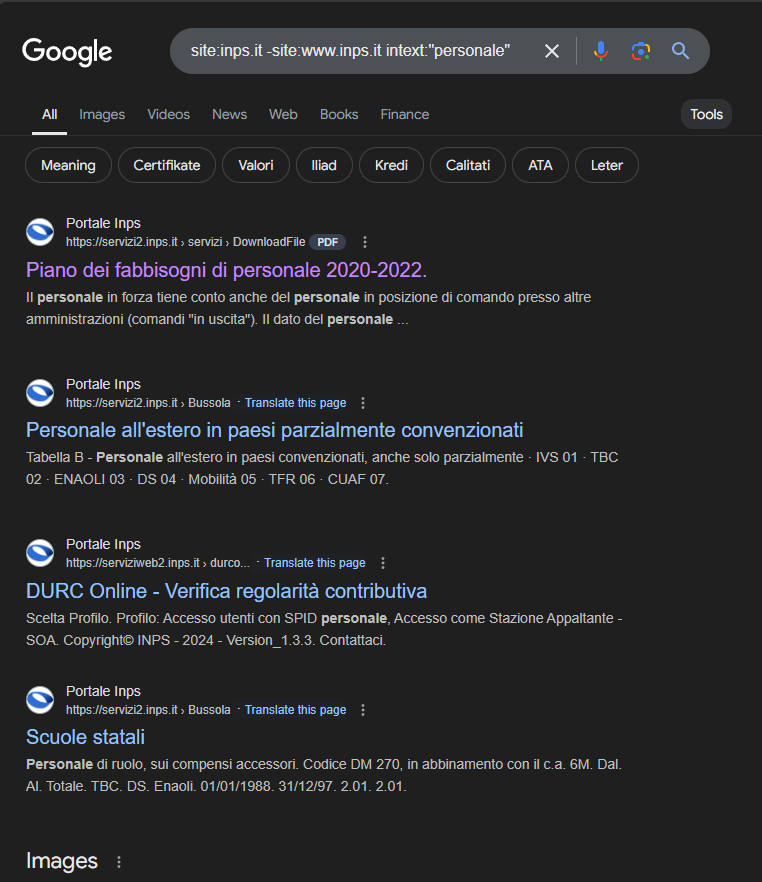 Google
site:inps.it -site:www.inps.it intext:"personale"
All Images Videos News Web Books Finance Tools
Meaning Certifikate Valori Iliad Kredi Calitati ATA Leter
Portale Inps
https://servizi2.inps.it › servizi › DownloadFile PDF
Piano dei fabbisogni di personale 2020-2022.
Il personale in forza tiene conto anche del personale in posizione di comando presso altre
amministrazioni (comandi "in uscita"). Il dato del personale ...
Portale Inps
https://servizi2.inps.it › Bussola · Translate this page
Personale all'estero in paesi parzialmente convenzionati
Tabella B - Personale all'estero in paesi convenzionati, anche solo parzialmente · IVS 01 · TBC
02 · ENAOLI 03 · DS 04 · Mobilità 05 · TFR 06 · CUAF 07.
Portale Inps
https://serviziweb2.inps.it › durco... · Translate this page
DURC Online - Verifica regolarità contributiva
Scelta Profilo. Profilo: Accesso utenti con SPID personale, Accesso come Stazione Appaltante -
SOA. Copyright© INPS - 2024 - Version_1.3.3. Contattaci.
Portale Inps
https://servizi2.inps.it › Bussola · Translate this page
Scuole statali
Personale di ruolo, sui compensi accessori. Codice DM 270, in abbinamento con il c.a. 6M. Dal.
Al. Totale. TBC. DS. Enaoli. 01/01/1988. 31/12/97. 2.01. 2.01.
Images